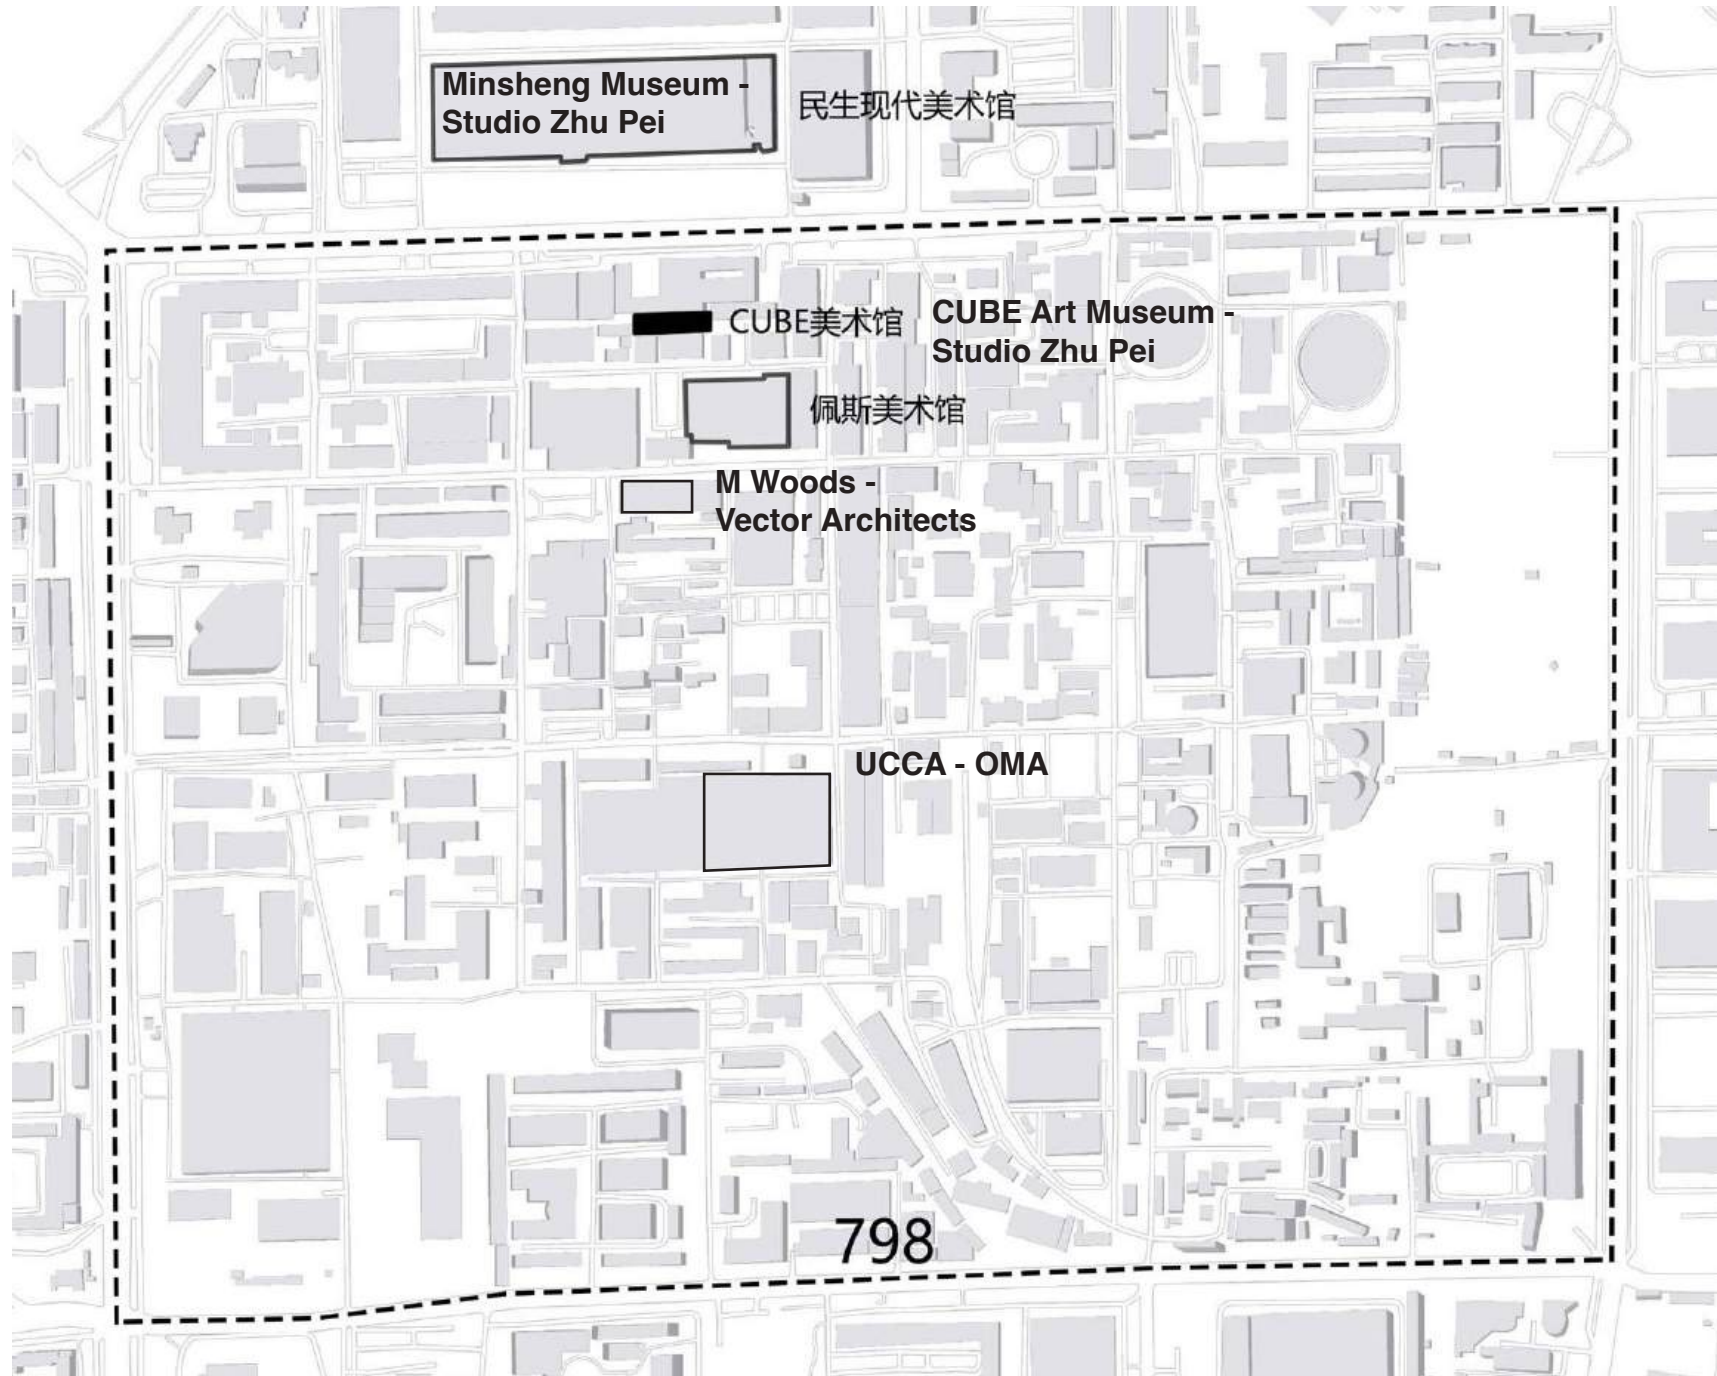 Minsheng Museum -
Studio Zhu Pei
民生现代美术馆
CUBE美术馆
CUBE Art Museum -
Studio Zhu Pei
佩斯美术馆
M Woods -
Vector Architects
UCCA - OMA
798